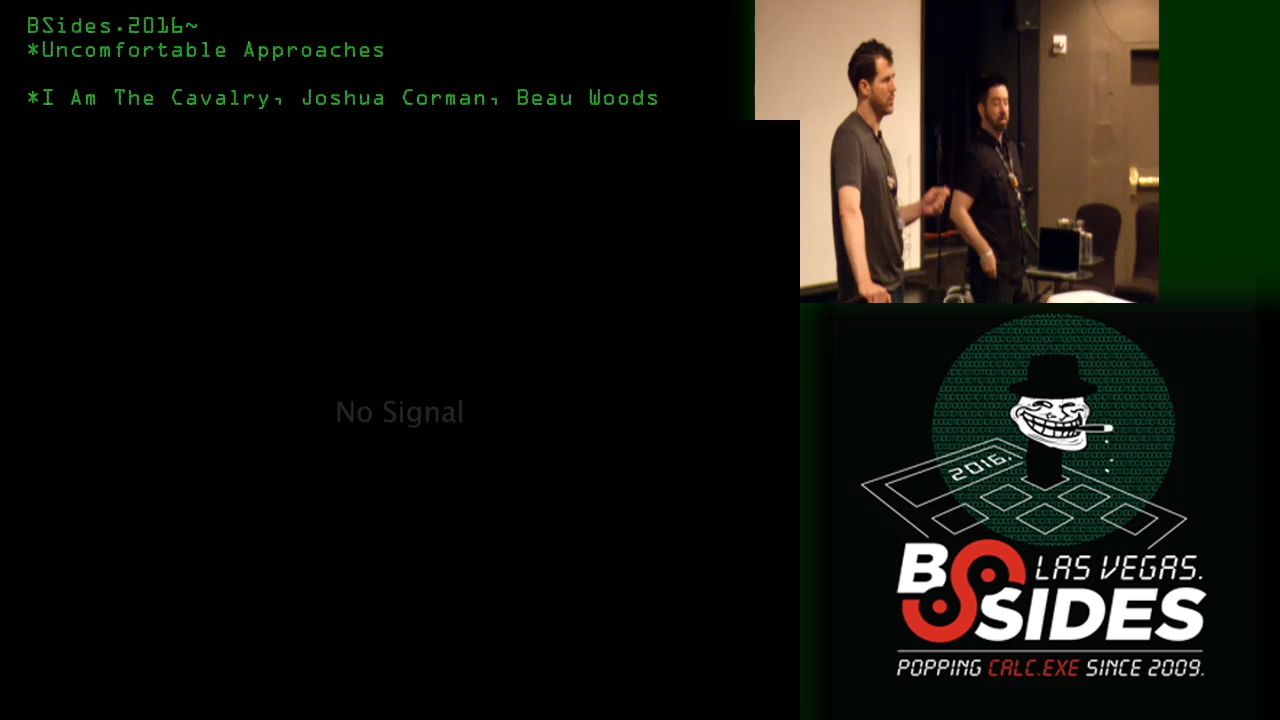 BSides.2016~
*Uncomfortable Approaches
*I Am The Cavalry, Joshua Corman, Beau Woods
No Signal
2016.
BSIDES LAS VEGAS.
POPPING CALC.EXE SINCE 2009.